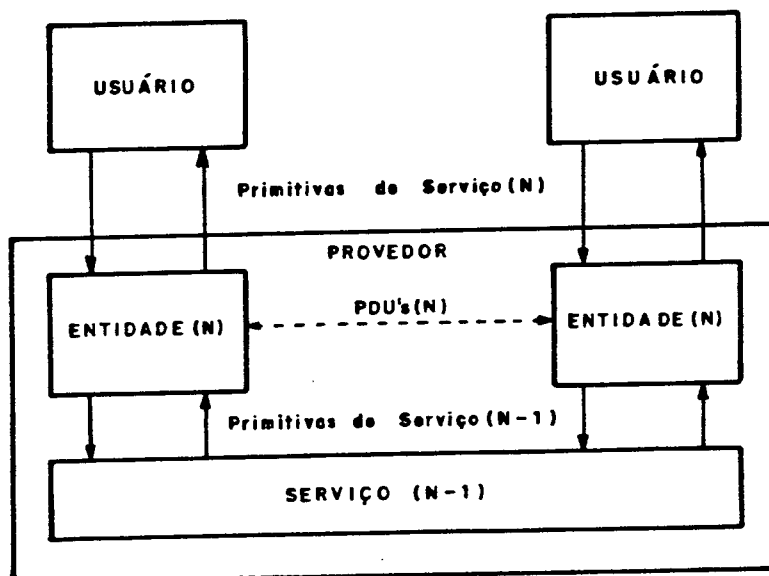 USUÁRIO
USUÁRIO
Primitivas de Serviço(N)
PROVEDOR
ENTIDADE(N)
PDU's(N)
ENTIDADE(N)
Primitivas de Serviço(N-1)
SERVIÇO (N-1)